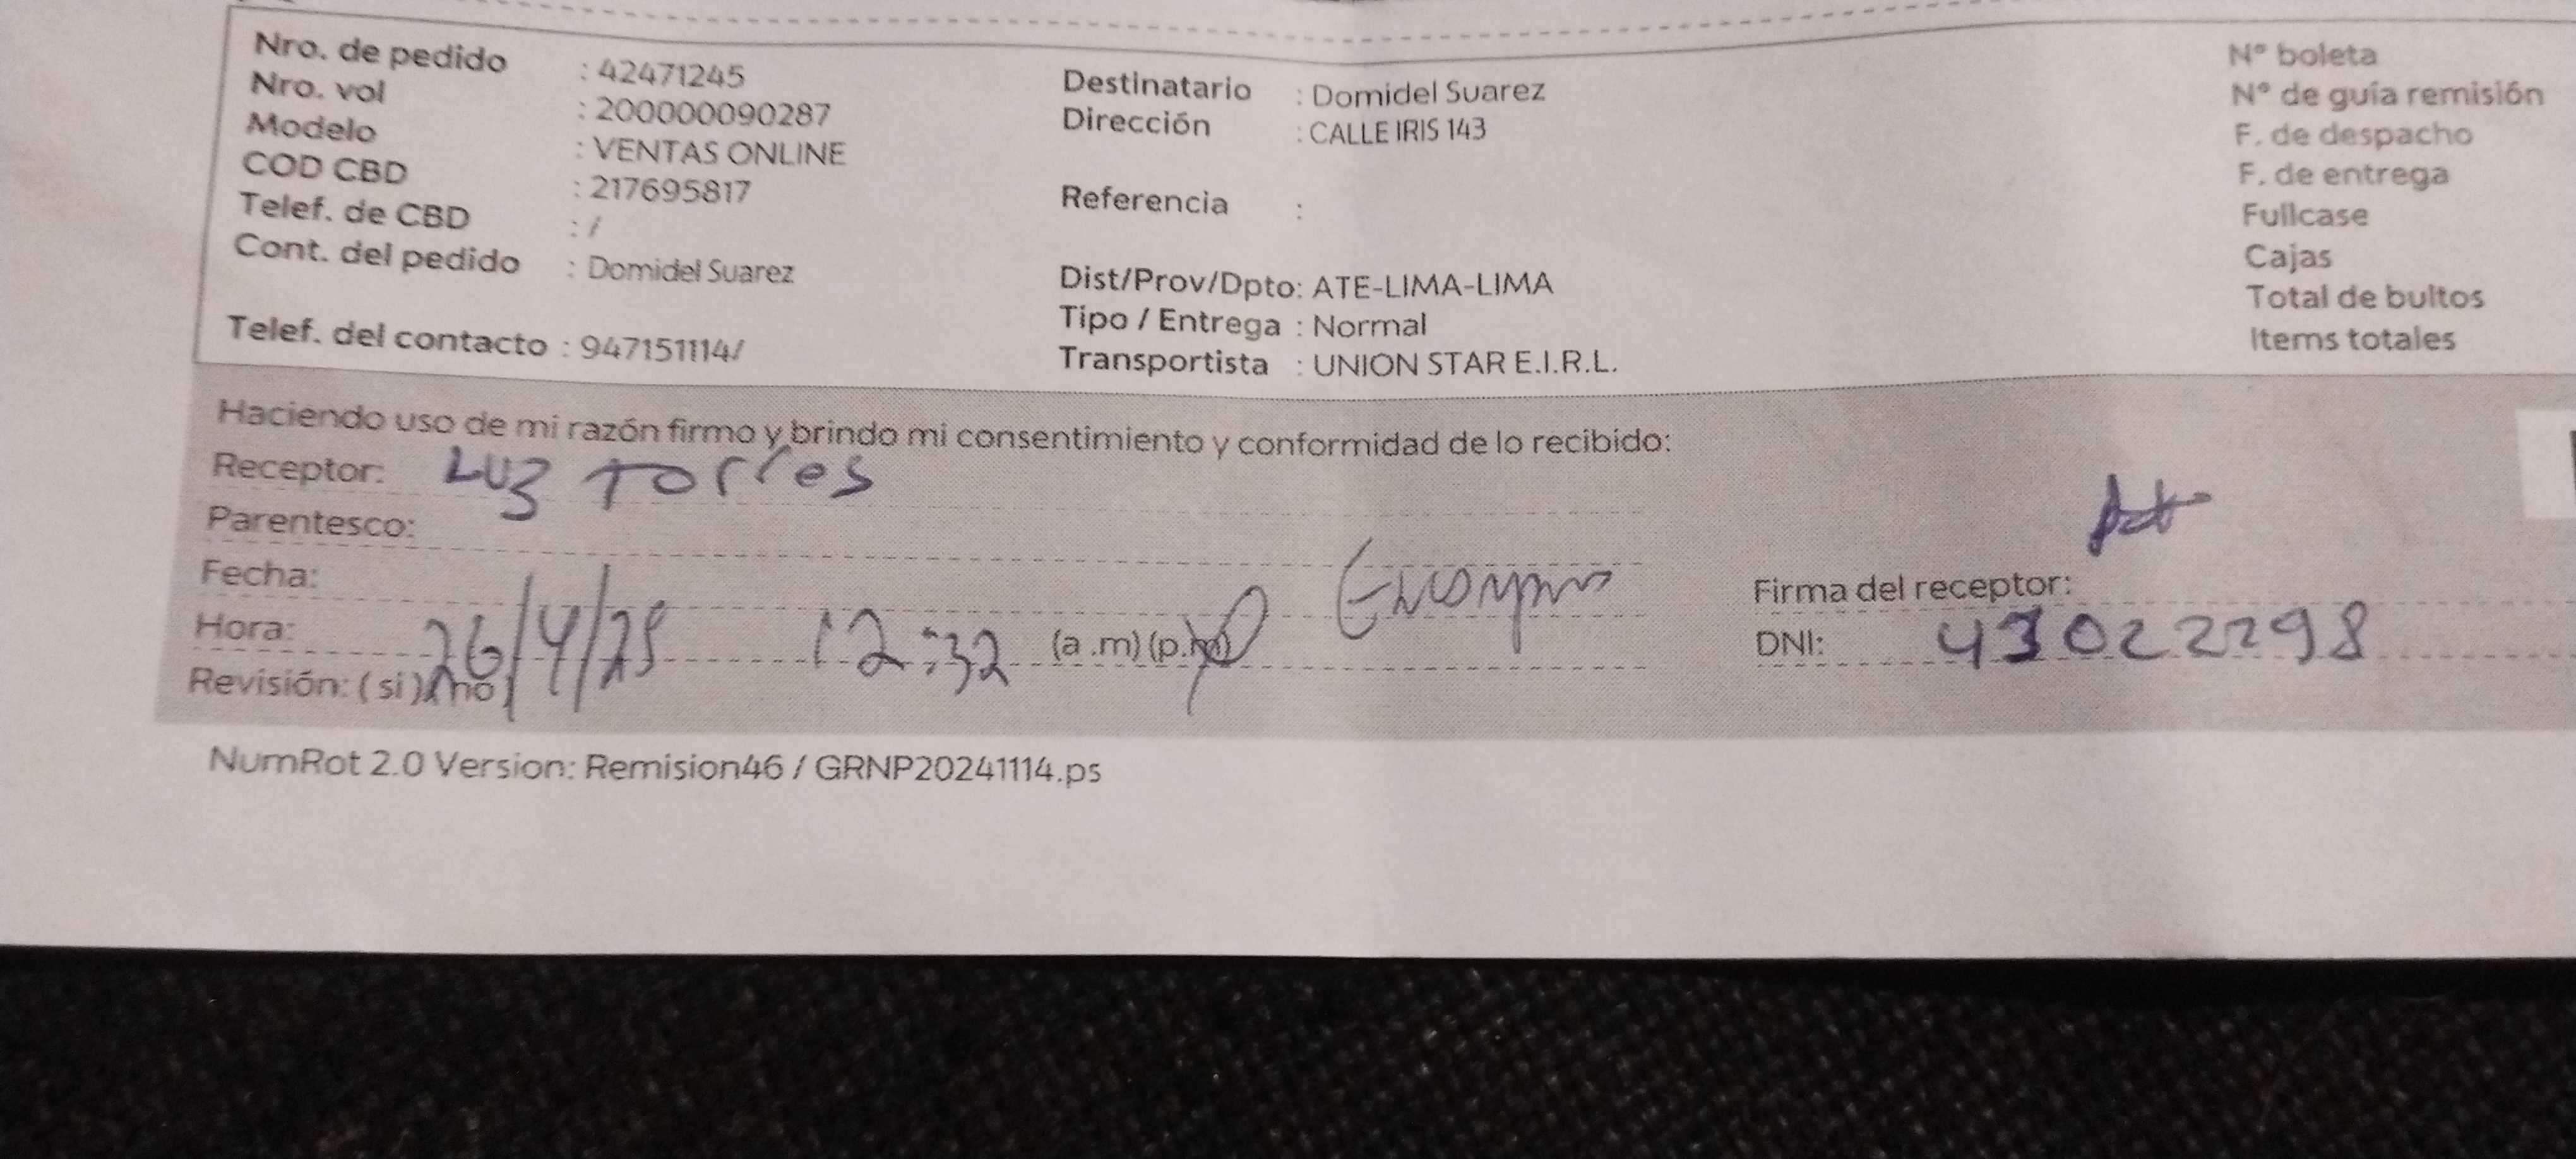 Nro. de pedido : 42471245
Nro. vol : 200000090287
Modelo : VENTAS ONLINE
COD CBD : 217695817
Telef. de CBD : /
Cont. del pedido : Domidel Suarez
Telef. del contacto : 947151114/
Destinatario : Domidel Suarez
Dirección : CALLE IRIS 143
Referencia :
Dist/Prov/Dpto: ATE-LIMA-LIMA
Tipo / Entrega : Normal
Transportista : UNION STAR E.I.R.L.
N° boleta
N° de guía remisión
F. de despacho
F. de entrega
Fullcase
Cajas
Total de bultos
Items totales
Haciendo uso de mi razón firmo y brindo mi consentimiento y conformidad de lo recibido:
Receptor: Luz Torres
Parentesco:
Fecha:
Hora: 26/4/25 12:32 (a.m) (p.m)
Revisión: (si) (no)
Firma del receptor:
DNI: 43022298
NumRot 2.0 Version: Remision46 / GRNP20241114.ps